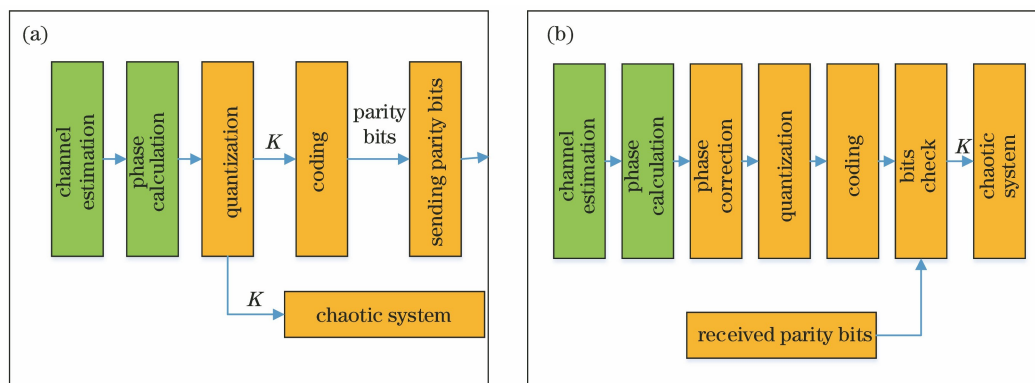 (a)
channel
estimation
phase
calculation
quantization
K
coding
parity
bits
sending parity bits
K
chaotic system
(b)
channel
estimation
phase
calculation
phase
correction
quantization
coding
bits
check
K
chaotic
system
received parity bits